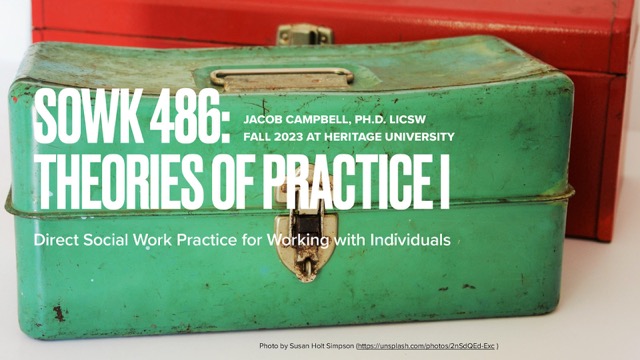 SOWK 486:
JACOB CAMPBELL, PH.D. LICSW
FALL 2023 AT HERITAGE UNIVERSITY
THEORIES OF PRACTICE I
Direct Social Work Practice for Working with Individuals
Photo by Susan Holt Simpson (https://unsplash.com/photos/2nSdQEd-Exc )